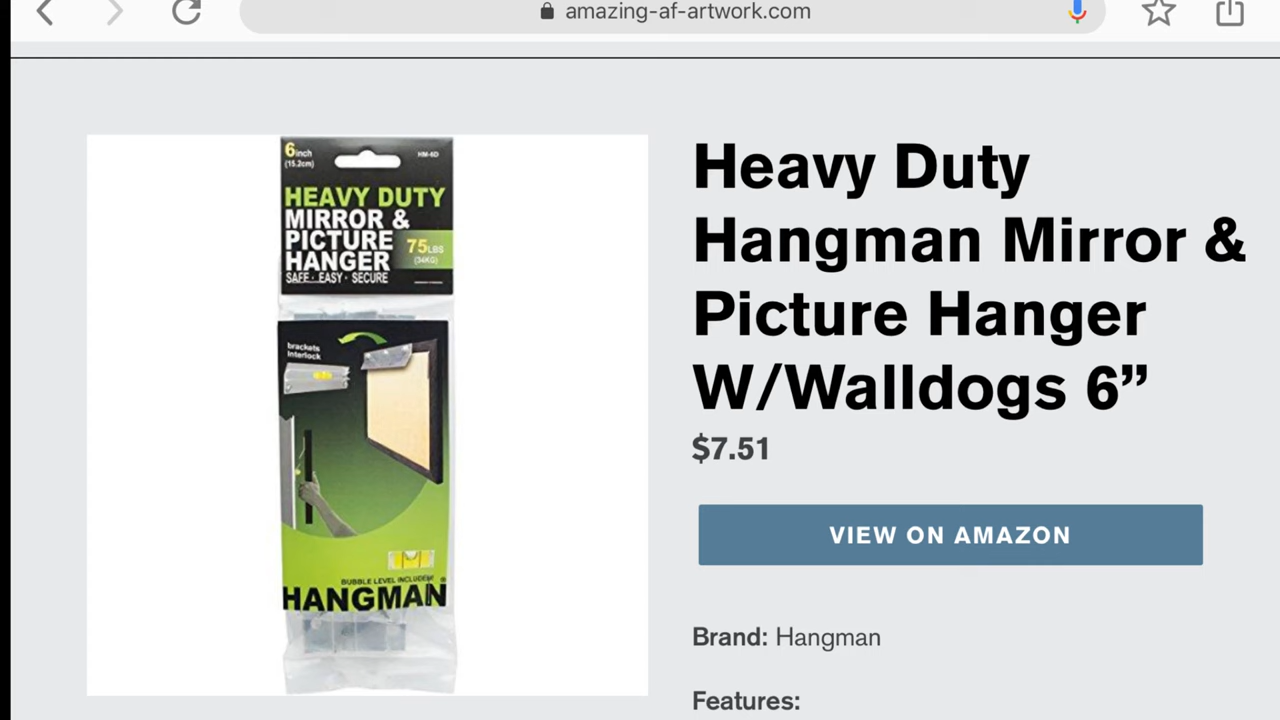 amazing-af-artwork.com
6inch
(15.2cm)
HM-6D
HEAVY DUTY
MIRROR &
PICTURE
HANGER
75LBS
(34KG)
SAFE · EASY · SECURE
brackets
interlock
BUBBLE LEVEL INCLUDED!
HANGMAN®
Heavy Duty
Hangman Mirror &
Picture Hanger
W/Walldogs 6”
$7.51
VIEW ON AMAZON
Brand: Hangman
Features: